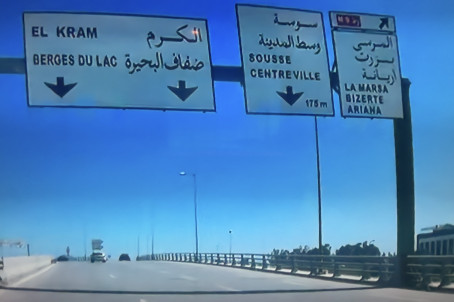 EL KRAM
الكرم
BERGES DU LAC
ضفاف البحيرة
سوسة
وسط المدينة
SOUSSE
CENTREVILLE
175 m
المرسى
بنزرت
أريانة
LA MARSA
BIZERTE
ARIANA